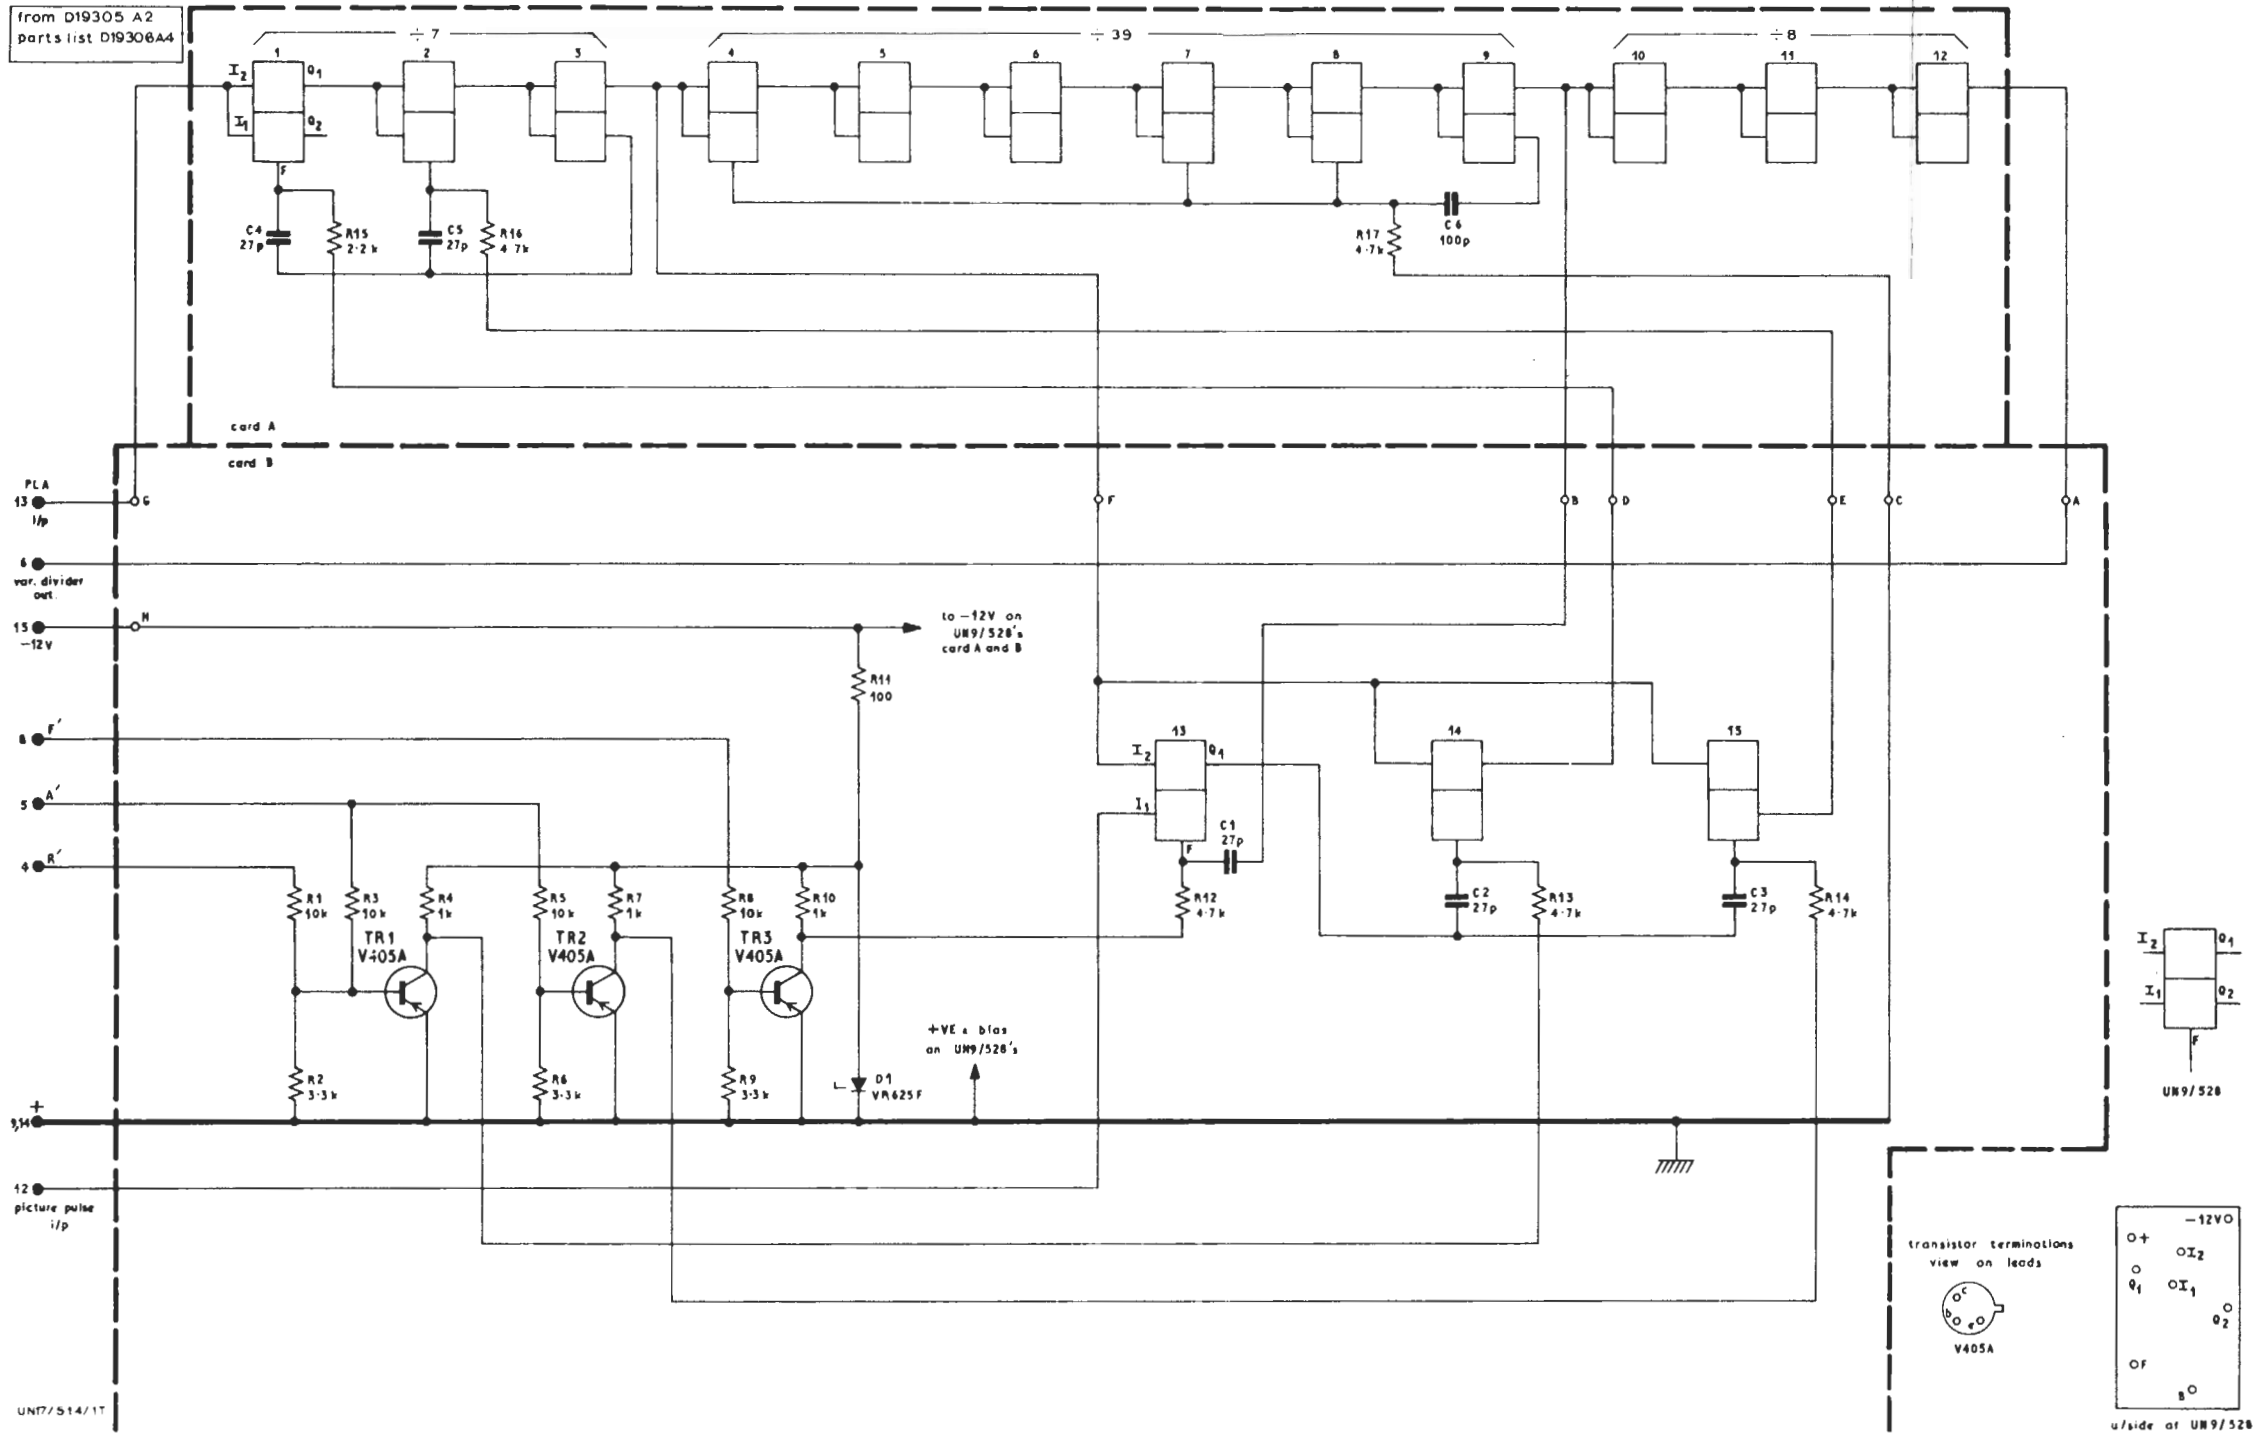 from D19305 A2
parts list D19306A4
÷ 7
÷ 39
÷ 8
1 2 3 4 5 6 7 8 9 10 11 12
I2 Q1
I1 Q2
F
C4
27p
R15
2·2k
C5
27p
R16
4·7k
R17
4·7k
C6
100p
card A
card B
PLA
13
i/p
G F B D E C A
6
var. divider
out.
15
-12V
H
to -12V on
UN9/528's
card A and B
R11
100
8 F'
5 A'
4 R'
13 14 15
I2 Q1
I1
F
C1
27p
R1
10k
R3
10k
R4
1k
R5
10k
R7
1k
R8
10k
R10
1k
R12
4·7k
C2
27p
R13
4·7k
C3
27p
R14
4·7k
TR1
V405A
TR2
V405A
TR3
V405A
I2 Q1
I1 Q2
F
UN9/528
R2
3·3k
R6
3·3k
R9
3·3k
D1
VR625F
+VE & bias
on UN9/528's
+
9,14
12
picture pulse
i/p
transistor terminations
view on leads
c
b e
V405A
-12V
+
I2
Q1 I1
Q2
F
B
u/side of UN9/528
UN17/514/1T